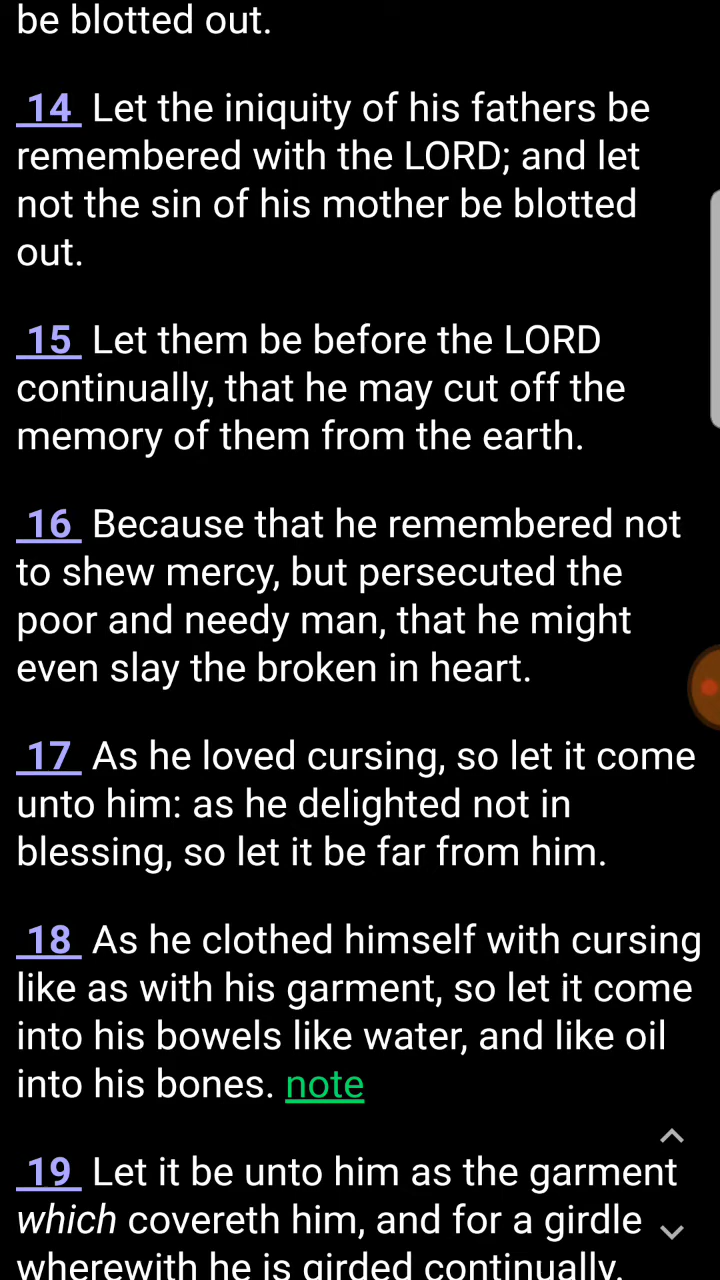 be blotted out.
14 Let the iniquity of his fathers be
remembered with the LORD; and let
not the sin of his mother be blotted
out.
15 Let them be before the LORD
continually, that he may cut off the
memory of them from the earth.
16 Because that he remembered not
to shew mercy, but persecuted the
poor and needy man, that he might
even slay the broken in heart.
17 As he loved cursing, so let it come
unto him: as he delighted not in
blessing, so let it be far from him.
18 As he clothed himself with cursing
like as with his garment, so let it come
into his bowels like water, and like oil
into his bones. note
19 Let it be unto him as the garment
which covereth him, and for a girdle
wherewith he is girded continually.